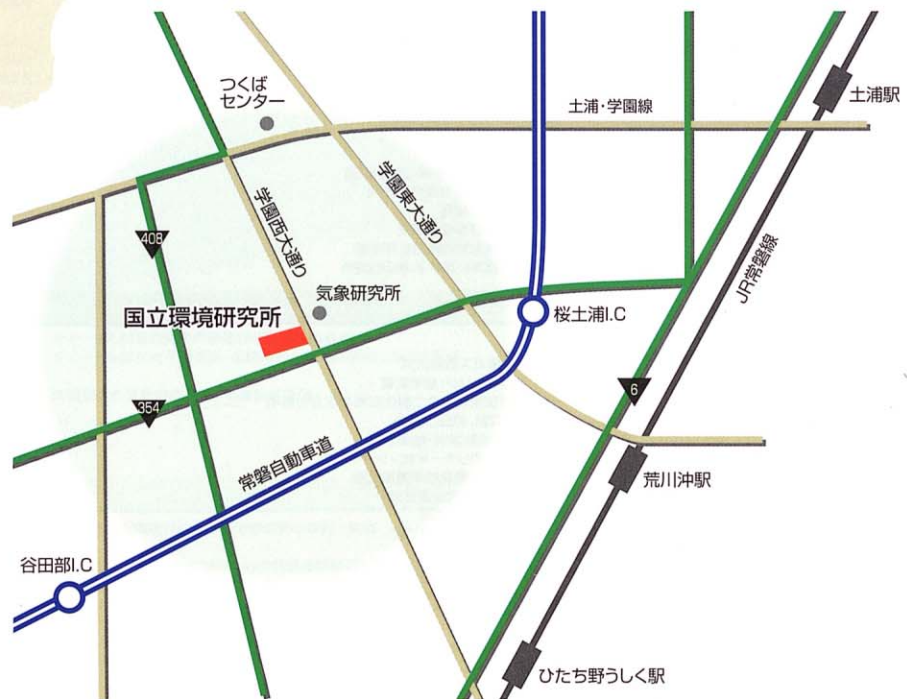 つくば
センター
土浦・学園線
土浦駅
学園西大通り
学園東大通り
408
JR常磐線
気象研究所
国立環境研究所
桜土浦I.C
354
6
常磐自動車道
荒川沖駅
谷田部I.C
ひたち野うしく駅